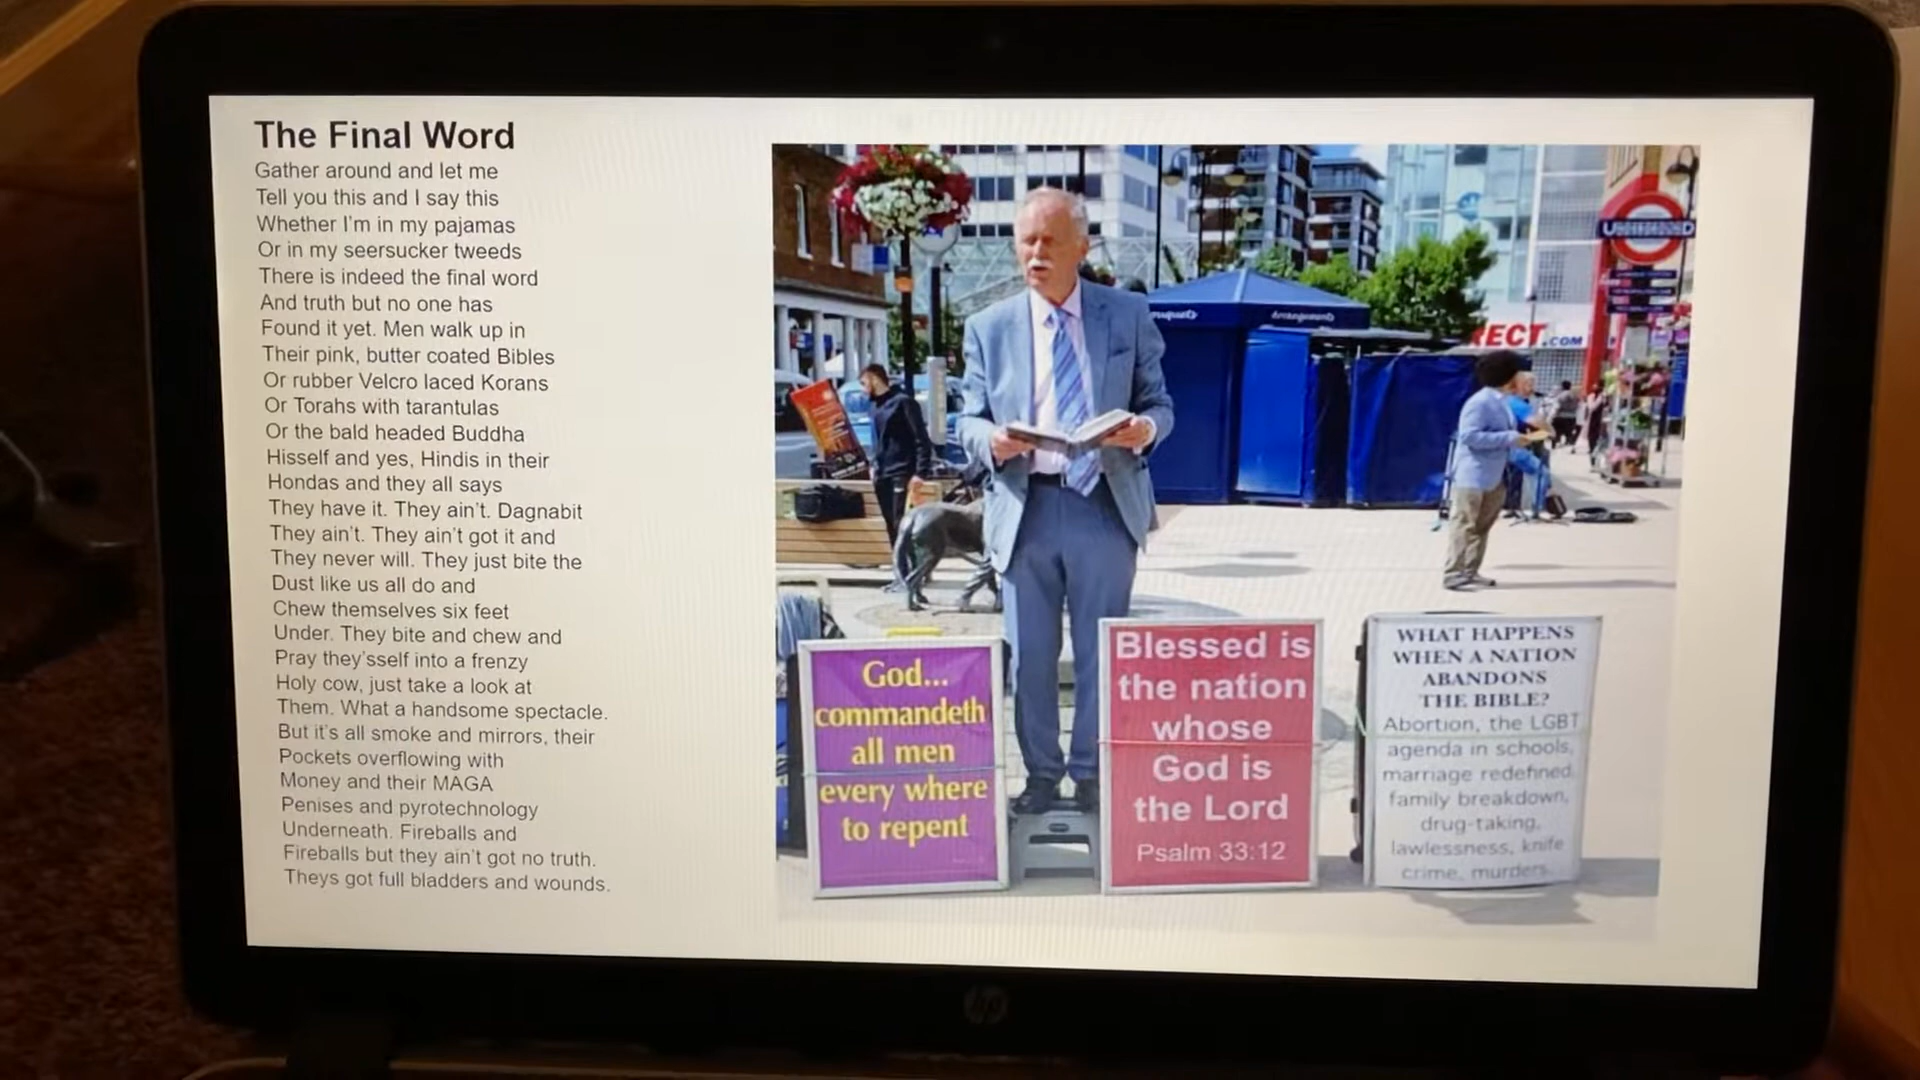 The Final Word
Gather around and let me
Tell you this and I say this
Whether I'm in my pajamas
Or in my seersucker tweeds
There is indeed the final word
And truth but no one has
Found it yet. Men walk up in
Their pink, butter coated Bibles
Or rubber Velcro laced Korans
Or Torahs with tarantulas
Or the bald headed Buddha
Hisself and yes, Hindis in their
Hondas and they all says
They have it. They ain't. Dagnabit
They ain't. They ain't got it and
They never will. They just bite the
Dust like us all do and
Chew themselves six feet
Under. They bite and chew and
Pray they'sself into a frenzy
Holy cow, just take a look at
Them. What a handsome spectacle.
But it's all smoke and mirrors, their
Pockets overflowing with
Money and their MAGA
Penises and pyrotechnology
Underneath. Fireballs and
Fireballs but they ain't got no truth.
Theys got full bladders and wounds.
UNDERGROUND
Arrangements
RECT.COM
God...
commandeth
all men
every where
to repent
Blessed is
the nation
whose
God is
the Lord
Psalm 33:12
WHAT HAPPENS
WHEN A NATION
ABANDONS
THE BIBLE?
Abortion, the LGBT
agenda in schools,
marriage redefined,
family breakdown,
drug-taking,
lawlessness, knife
crime, murders...
hp